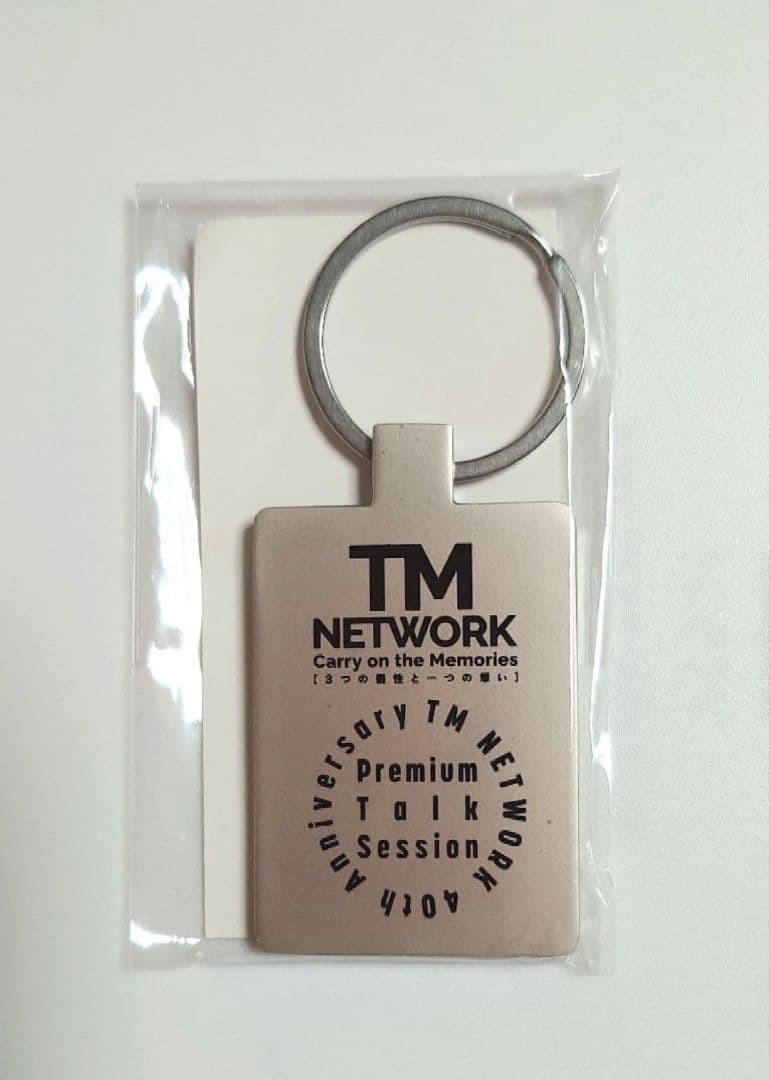 TM
NETWORK
Carry on the Memories
[3つの個性と一つの想い]
TM NETWORK 40th Anniversary
Premium
Talk
Session